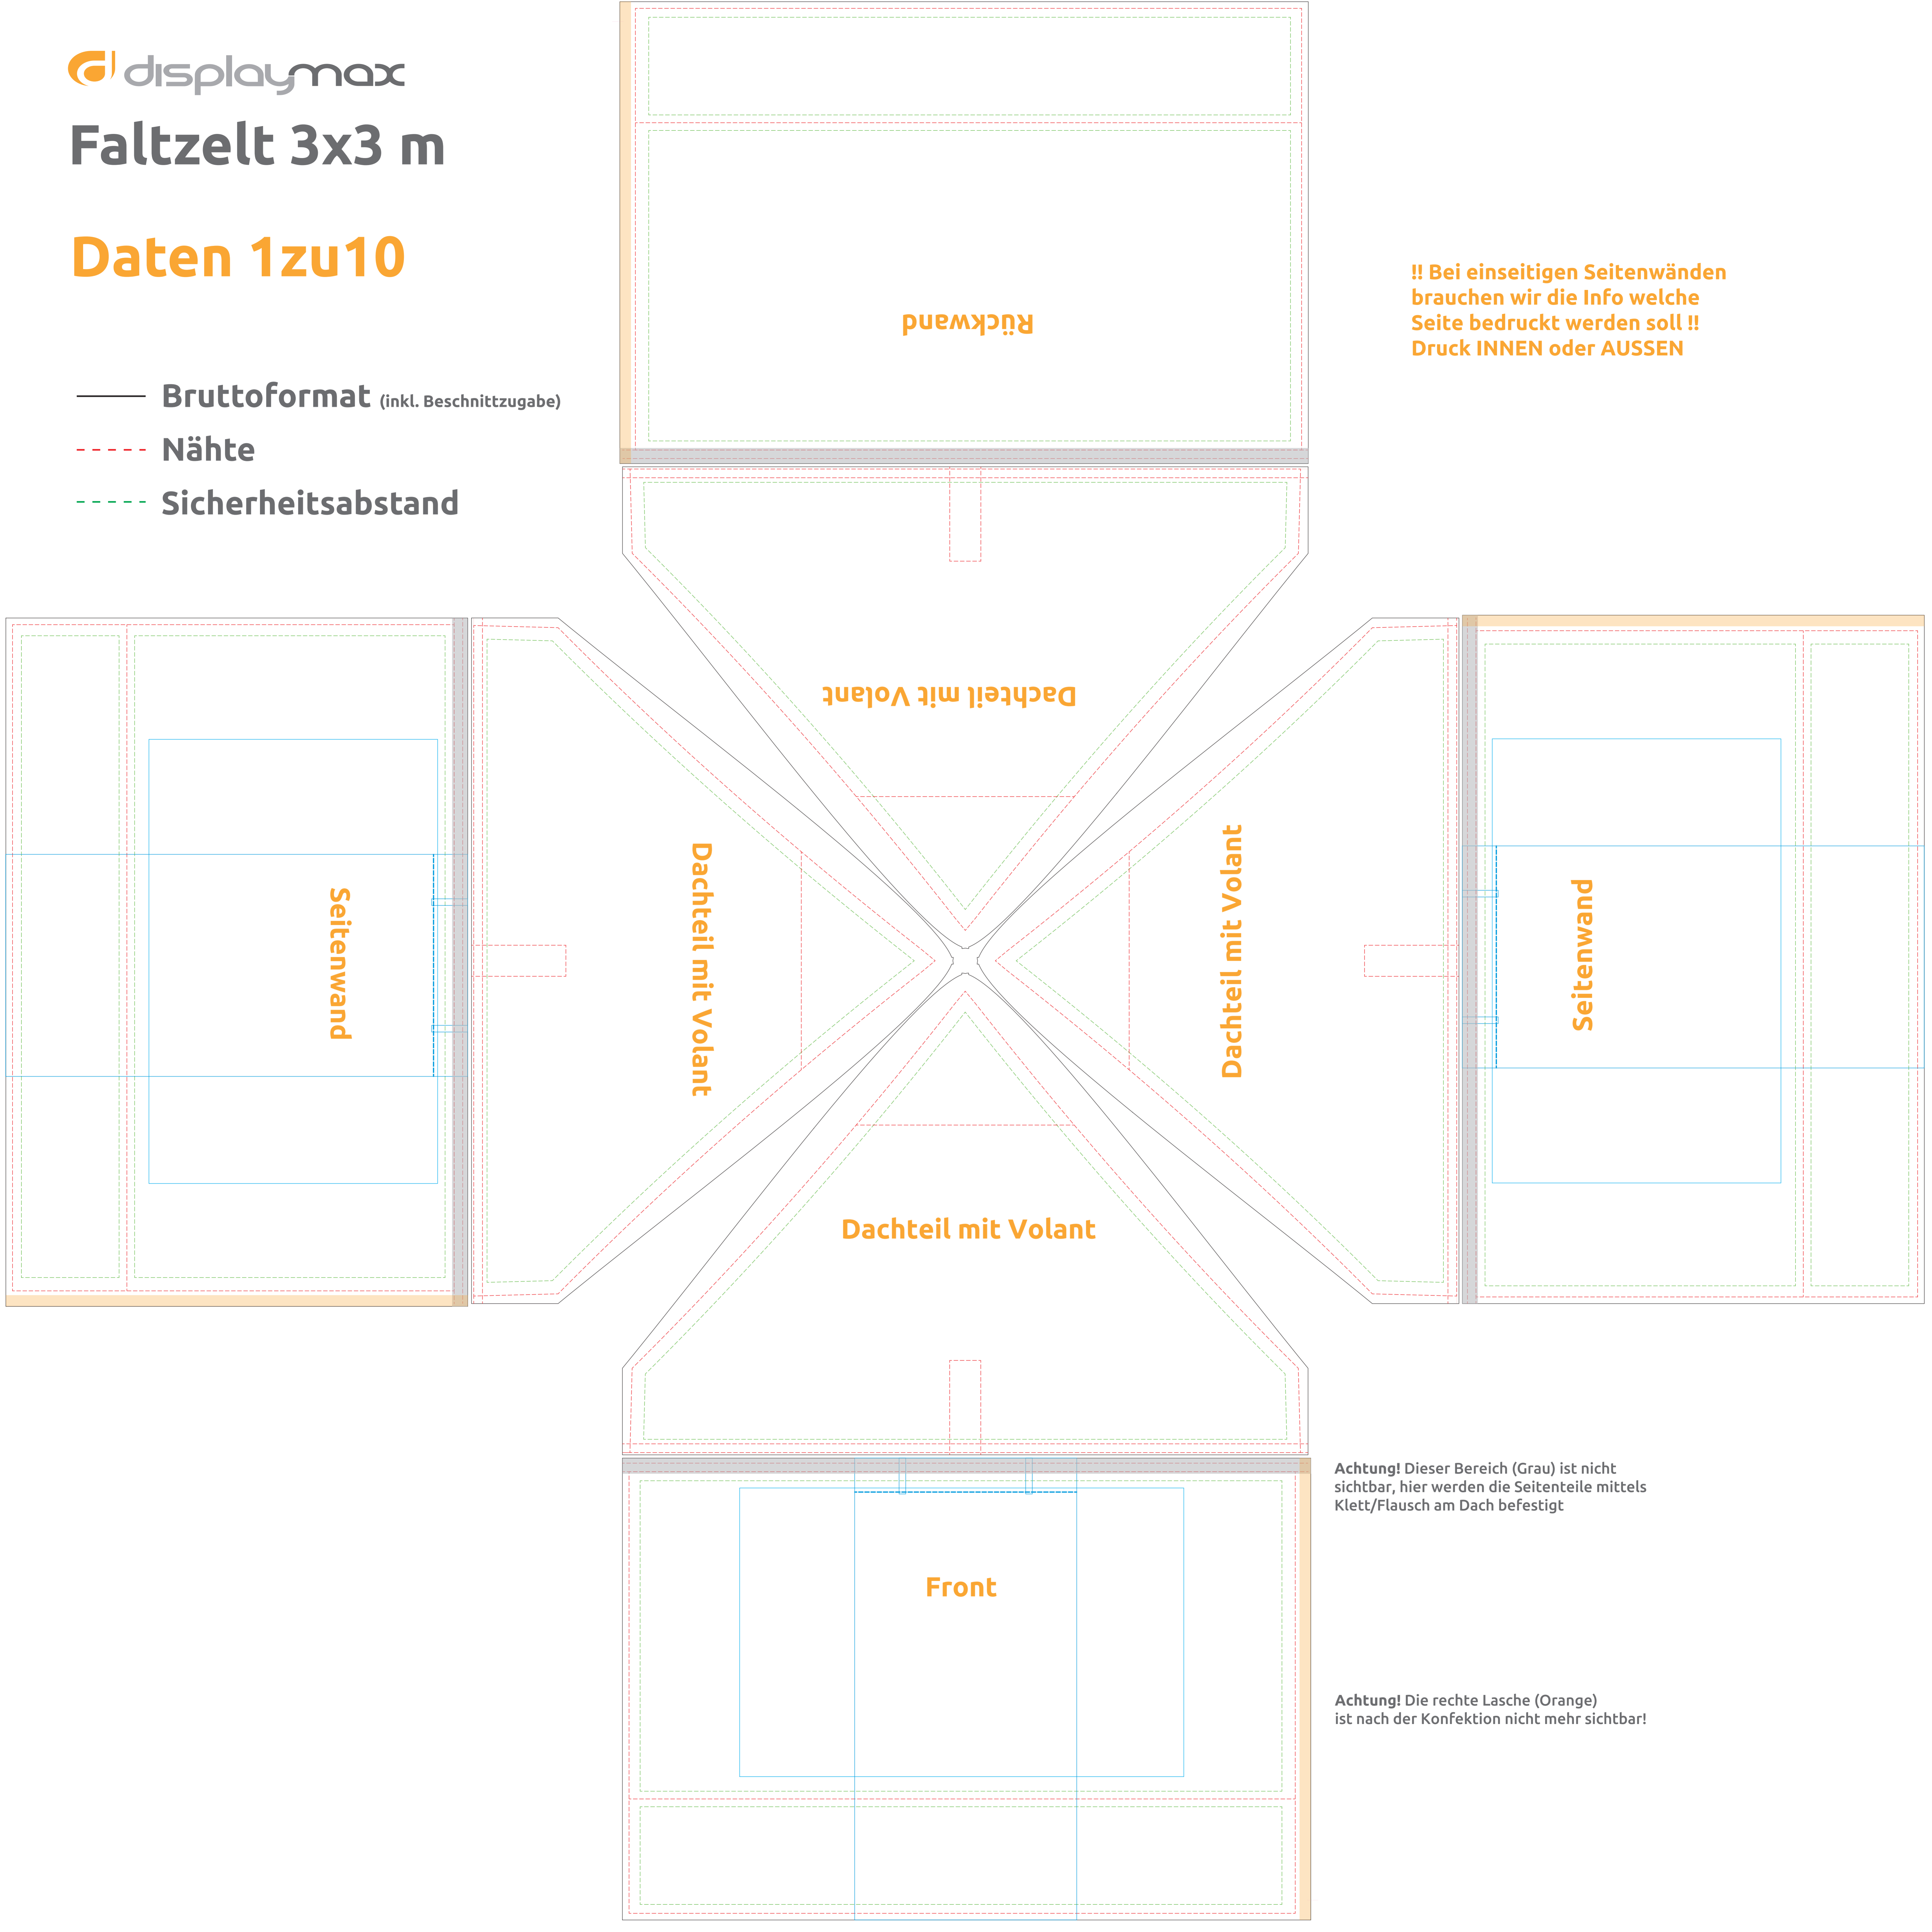 displaymax
Faltzelt 3x3 m
Daten 1zu10
Bruttoformat (inkl. Beschnittzugabe)
Nähte
Sicherheitsabstand
Rückwand
!! Bei einseitigen Seitenwänden
brauchen wir die Info welche
Seite bedruckt werden soll !!
Druck INNEN oder AUSSEN
Dachteil mit Volant
Seitenwand
Dachteil mit Volant
Dachteil mit Volant
Seitenwand
Dachteil mit Volant
Front
Achtung! Dieser Bereich (Grau) ist nicht
sichtbar, hier werden die Seitenteile mittels
Klett/Flausch am Dach befestigt
Achtung! Die rechte Lasche (Orange)
ist nach der Konfektion nicht mehr sichtbar!